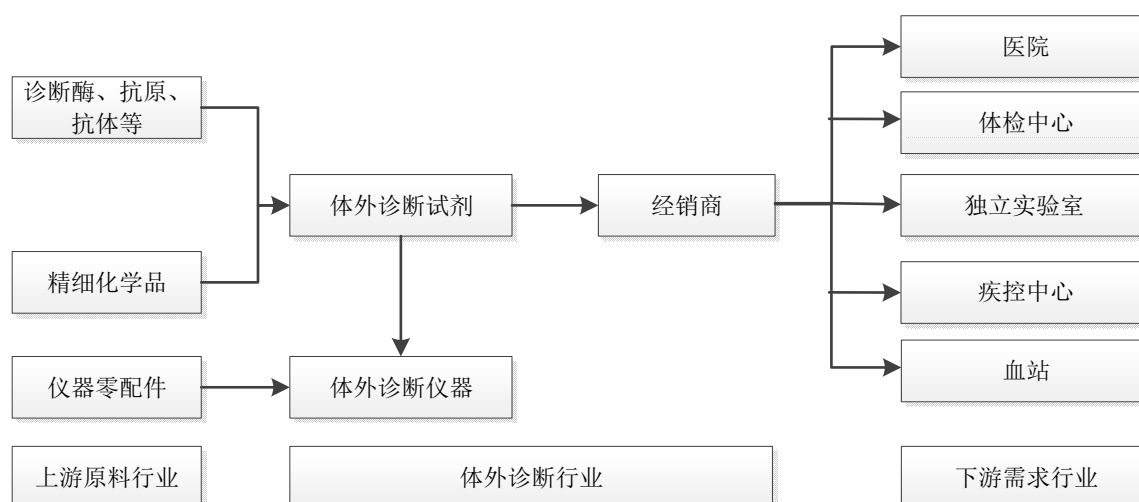 医院
诊断酶、抗原、
抗体等
体检中心
体外诊断试剂
经销商
独立实验室
精细化学品
疾控中心
仪器零配件
体外诊断仪器
血站
上游原料行业
体外诊断行业
下游需求行业